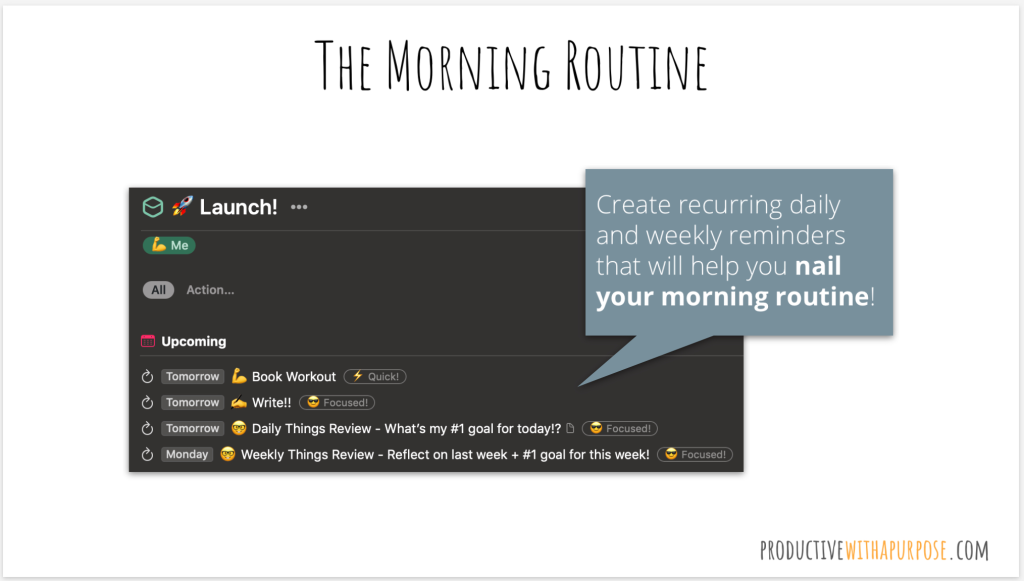 The Morning Routine
🚀 Launch! •••
💪 Me
All Action...
Upcoming
Tomorrow 💪 Book Workout ⚡ Quick!
Tomorrow ✍️ Write!! 😎 Focused!
Tomorrow 🤓 Daily Things Review - What's my #1 goal for today!? 😎 Focused!
Monday 🤓 Weekly Things Review - Reflect on last week + #1 goal for this week! 😎 Focused!
Create recurring daily
and weekly reminders
that will help you nail
your morning routine!
PRODUCTIVEWITHAPURPOSE.COM